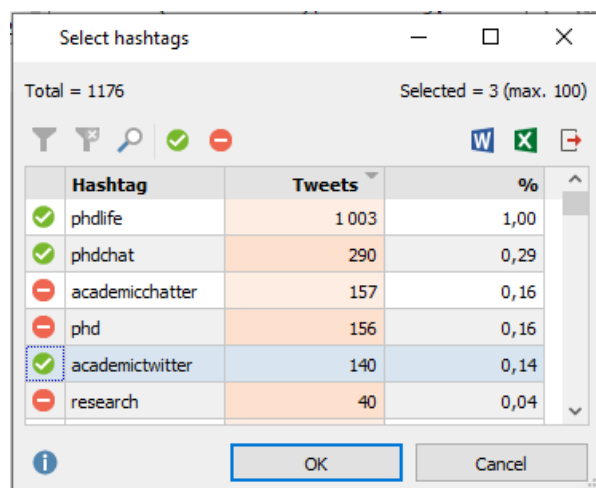 Select hashtags
Total = 1176 Selected = 3 (max. 100)
W X
Hashtag Tweets %
phdlife 1 003 1,00
phdchat 290 0,29
academicchatter 157 0,16
phd 156 0,16
academictwitter 140 0,14
research 40 0,04
i OK Cancel